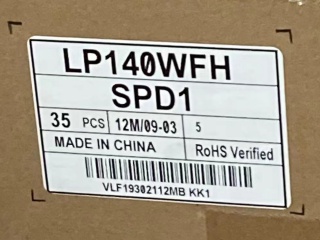 LP140WFH
SPD1
35 PCS 12M/09-03 5
MADE IN CHINA RoHS Verified
VLF19302112MB KK1